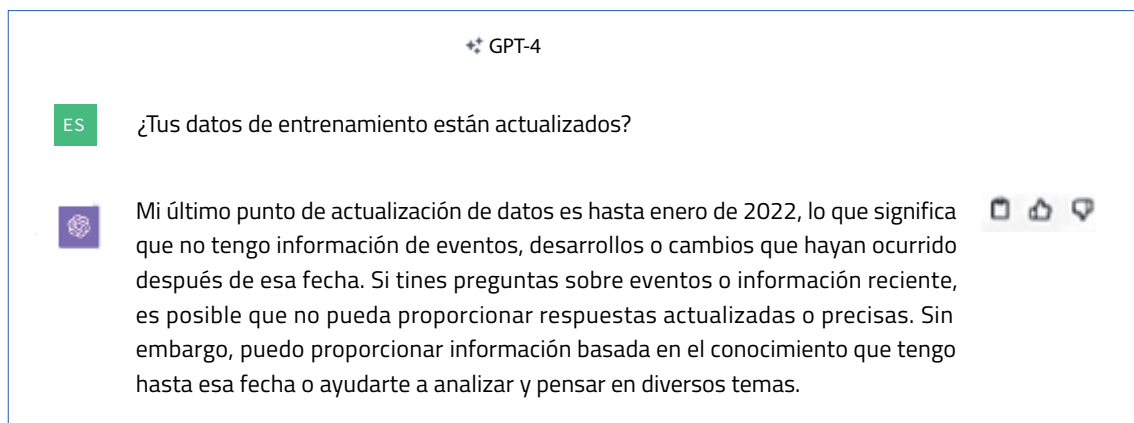 GPT-4
ES
¿Tus datos de entrenamiento están actualizados?
Mi último punto de actualización de datos es hasta enero de 2022, lo que significa
que no tengo información de eventos, desarrollos o cambios que hayan ocurrido
después de esa fecha. Si tines preguntas sobre eventos o información reciente,
es posible que no pueda proporcionar respuestas actualizadas o precisas. Sin
embargo, puedo proporcionar información basada en el conocimiento que tengo
hasta esa fecha o ayudarte a analizar y pensar en diversos temas.